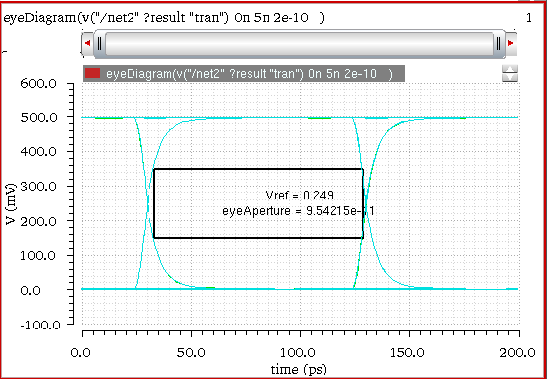 eyeDiagram(v("/net2" ?result "tran") 0n 5n 2e-10 )
1
eyeDiagram(v("/net2" ?result "tran") 0n 5n 2e-10 )
600.0
500.0
400.0
300.0
200.0
100.0
0.0
-100.0
V (mV)
Vref = 0.249
eyeAperture = 9.54215e-11
0.0 50.0 100.0 150.0 200.0
time (ps)